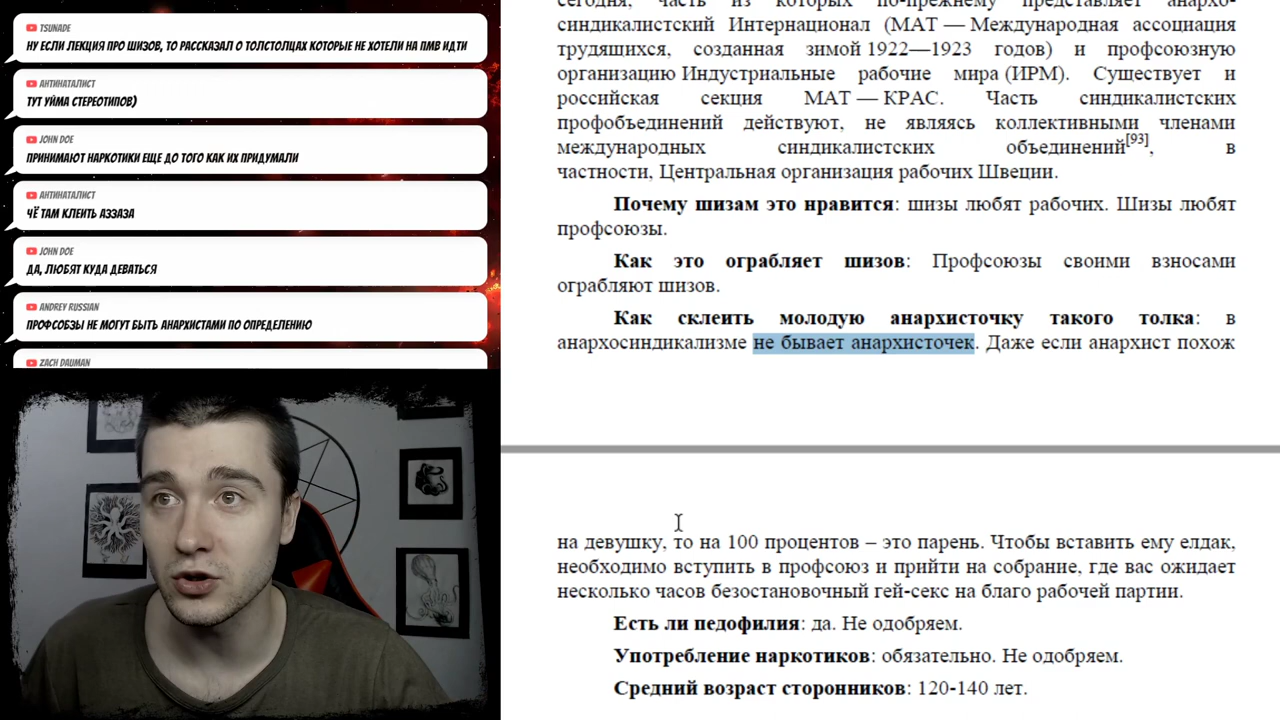 TSUNADE
НУ ЕСЛИ ЛЕКЦИЯ ПРО ШИЗОВ, ТО РАССКАЗАЛ О ТОЛСТОЛЦАХ КОТОРЫЕ НЕ ХОТЕЛИ НА ПМВ ИДТИ
АНТИНАТАЛИСТ
ТУТ УЙМА СТЕРЕОТИПОВ)
JOHN DOE
ПРИНИМАЮТ НАРКОТИКИ ЕЩЕ ДО ТОГО КАК ИХ ПРИДУМАЛИ
АНТИНАТАЛИСТ
ЧЁ ТАМ КЛЕИТЬ АЗЗАЗА
JOHN DOE
ДА, ЛЮБЯТ КУДА ДЕВАТЬСЯ
ANDREY RUSSIAN
ПРОФСОБЗЫ НЕ МОГУТ БЫТЬ АНАРХИСТАМИ ПО ОПРЕДЕЛЕНИЮ
ZACH DAUMAN
сегодня, часть из которых по-прежнему представляет анархо-
синдикалистский Интернационал (МАТ — Международная ассоциация
трудящихся, созданная зимой 1922—1923 годов) и профсоюзную
организацию Индустриальные рабочие мира (ИРМ). Существует и
российская секция МАТ — КРАС. Часть синдикалистских
профобъединений действуют, не являясь коллективными членами
международных синдикалистских объединений[93], в
частности, Центральная организация рабочих Швеции.
Почему шизам это нравится: шизы любят рабочих. Шизы любят
профсоюзы.
Как это ограбляет шизов: Профсоюзы своими взносами
ограбляют шизов.
Как склеить молодую анархисточку такого толка: в
анархосиндикализме не бывает анархисточек. Даже если анархист похож
на девушку, то на 100 процентов – это парень. Чтобы вставить ему елдак,
необходимо вступить в профсоюз и прийти на собрание, где вас ожидает
несколько часов безостановочный гей-секс на благо рабочей партии.
Есть ли педофилия: да. Не одобряем.
Употребление наркотиков: обязательно. Не одобряем.
Средний возраст сторонников: 120-140 лет.